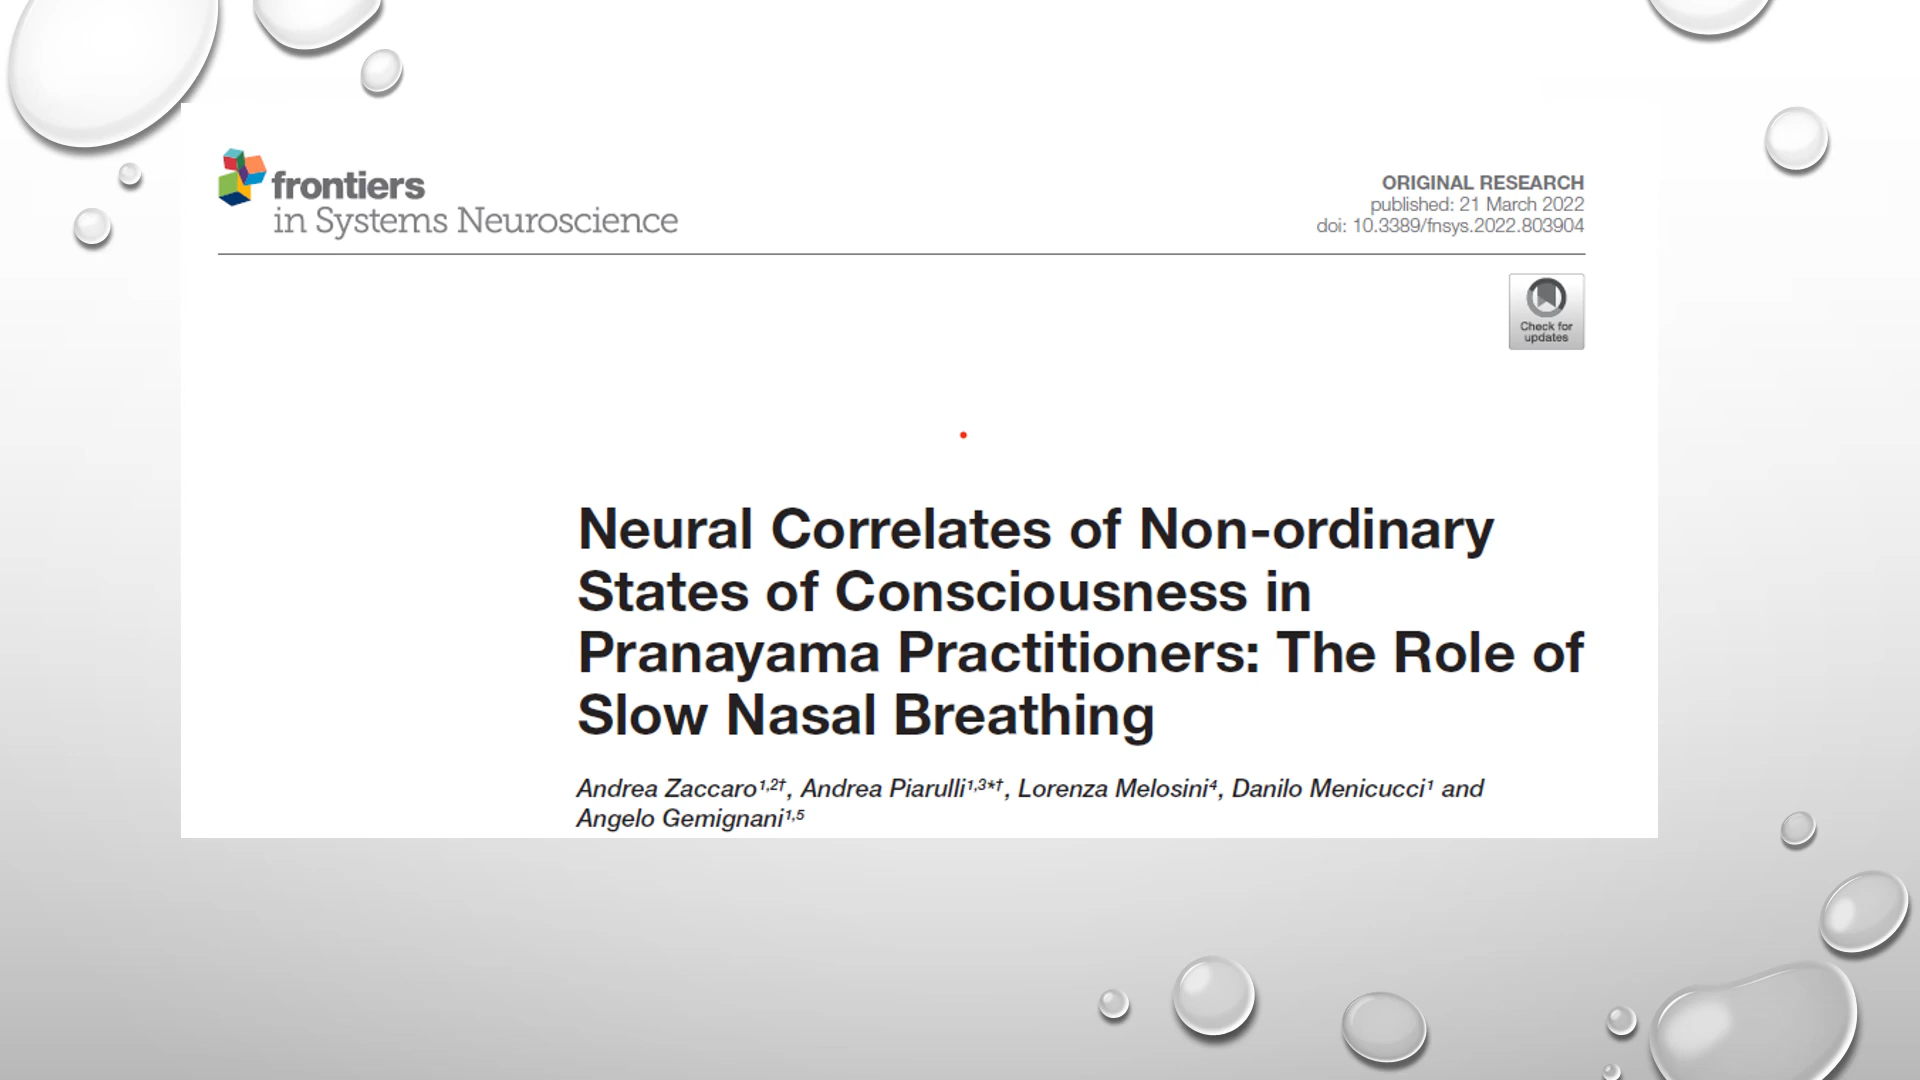 frontiers
in Systems Neuroscience
ORIGINAL RESEARCH
published: 21 March 2022
doi: 10.3389/fnsys.2022.803904
Check for
updates
Neural Correlates of Non-ordinary
States of Consciousness in
Pranayama Practitioners: The Role of
Slow Nasal Breathing
Andrea Zaccaro¹,²†, Andrea Piarulli¹,³*†, Lorenza Melosini⁴, Danilo Menicucci¹ and
Angelo Gemignani¹,⁵